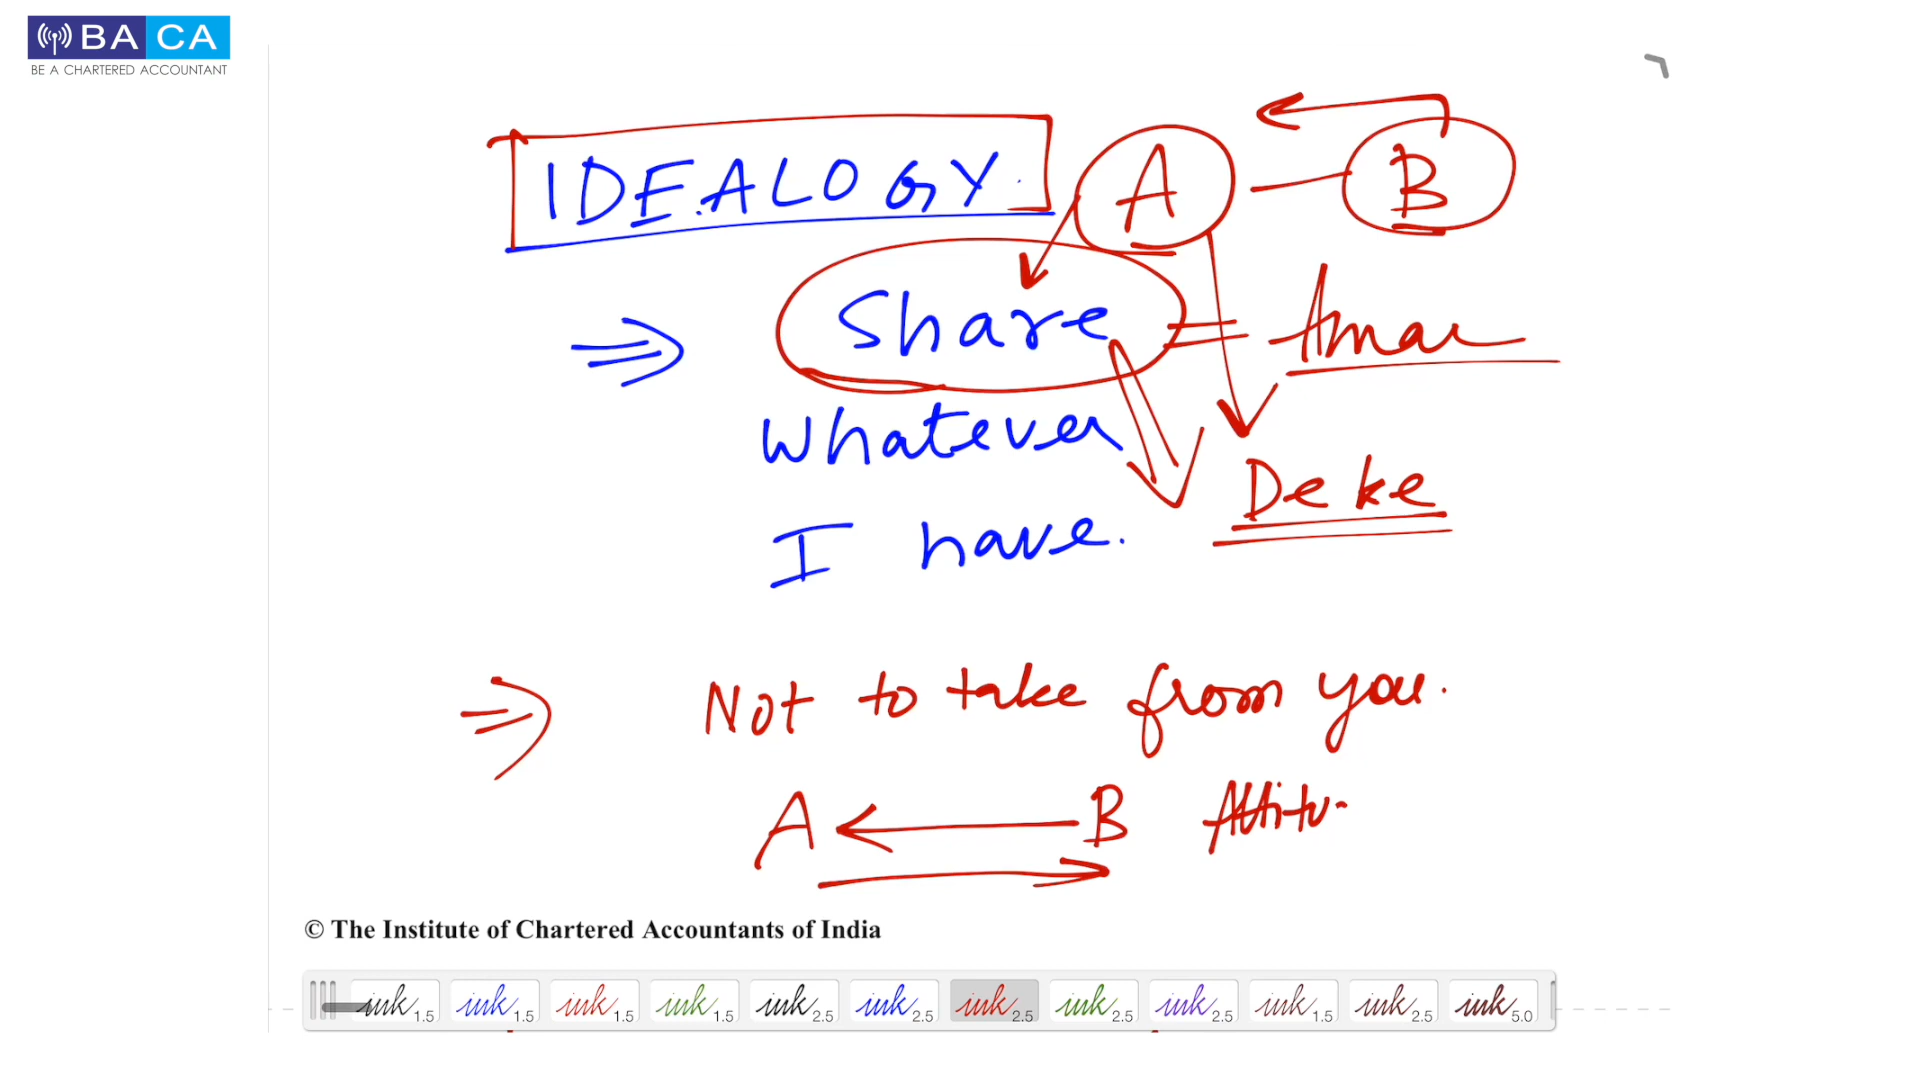 BA CA
BE A CHARTERED ACCOUNTANT
IDEALOGY. A B
Share = Amar
Whatever
Deke
I have.
Not to take from you.
A B Attitu
© The Institute of Chartered Accountants of India
ink 1.5 ink 1.5 ink 1.5 ink 1.5 ink 2.5 ink 2.5 ink 2.5 ink 2.5 ink 2.5 ink 1.5 ink 2.5 ink 5.0